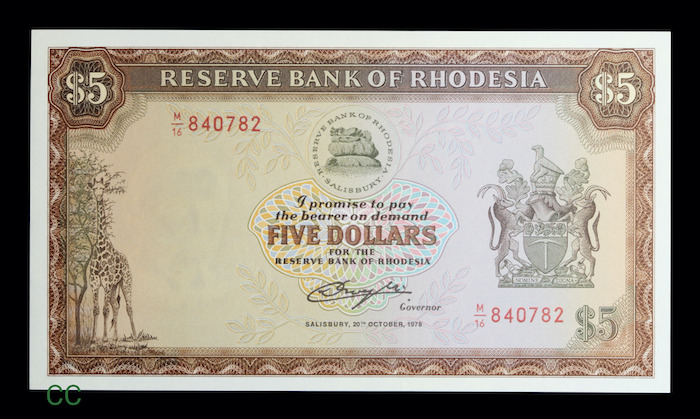 $5
RESERVE BANK OF RHODESIA
$5
M/16 840782
RESERVE BANK OF RHODESIA
SALISBURY
I promise to pay
the bearer on demand
FIVE DOLLARS
FOR THE
RESERVE BANK OF RHODESIA
Governor
SALISBURY, 20TH OCTOBER, 1978
M/16 840782
$5
CC